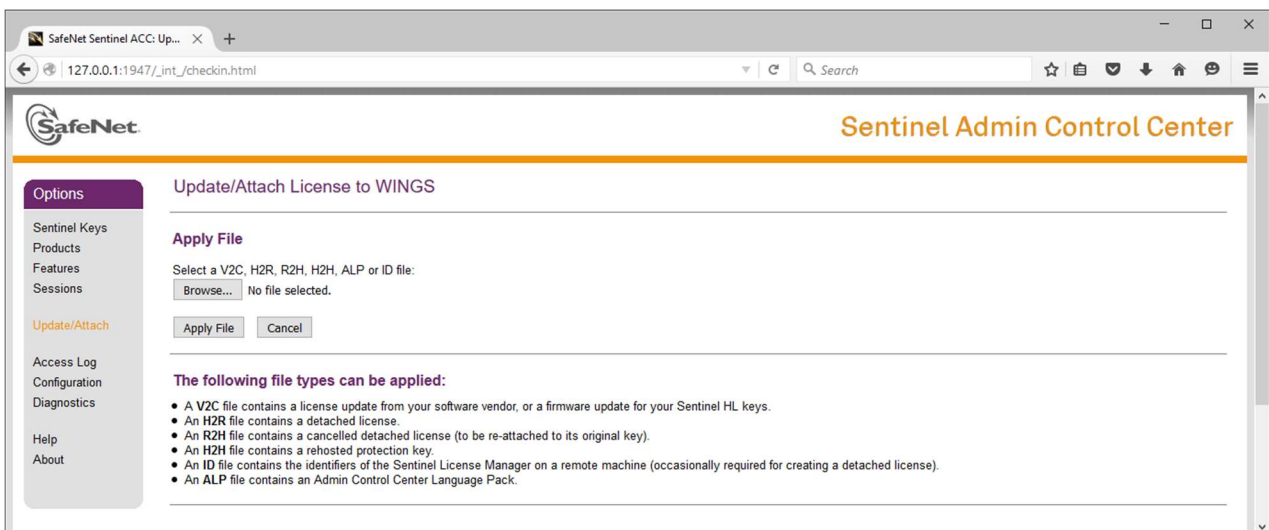 SafeNet Sentinel ACC: Up...
127.0.0.1:1947/_int_/checkin.html
Search
SafeNet.
Sentinel Admin Control Center
Options
Sentinel Keys
Products
Features
Sessions
Update/Attach
Access Log
Configuration
Diagnostics
Help
About
Update/Attach License to WINGS
Apply File
Select a V2C, H2R, R2H, H2H, ALP or ID file:
Browse... No file selected.
Apply File Cancel
The following file types can be applied:
• A V2C file contains a license update from your software vendor, or a firmware update for your Sentinel HL keys.
• An H2R file contains a detached license.
• An R2H file contains a cancelled detached license (to be re-attached to its original key).
• An H2H file contains a rehosted protection key.
• An ID file contains the identifiers of the Sentinel License Manager on a remote machine (occasionally required for creating a detached license).
• An ALP file contains an Admin Control Center Language Pack.